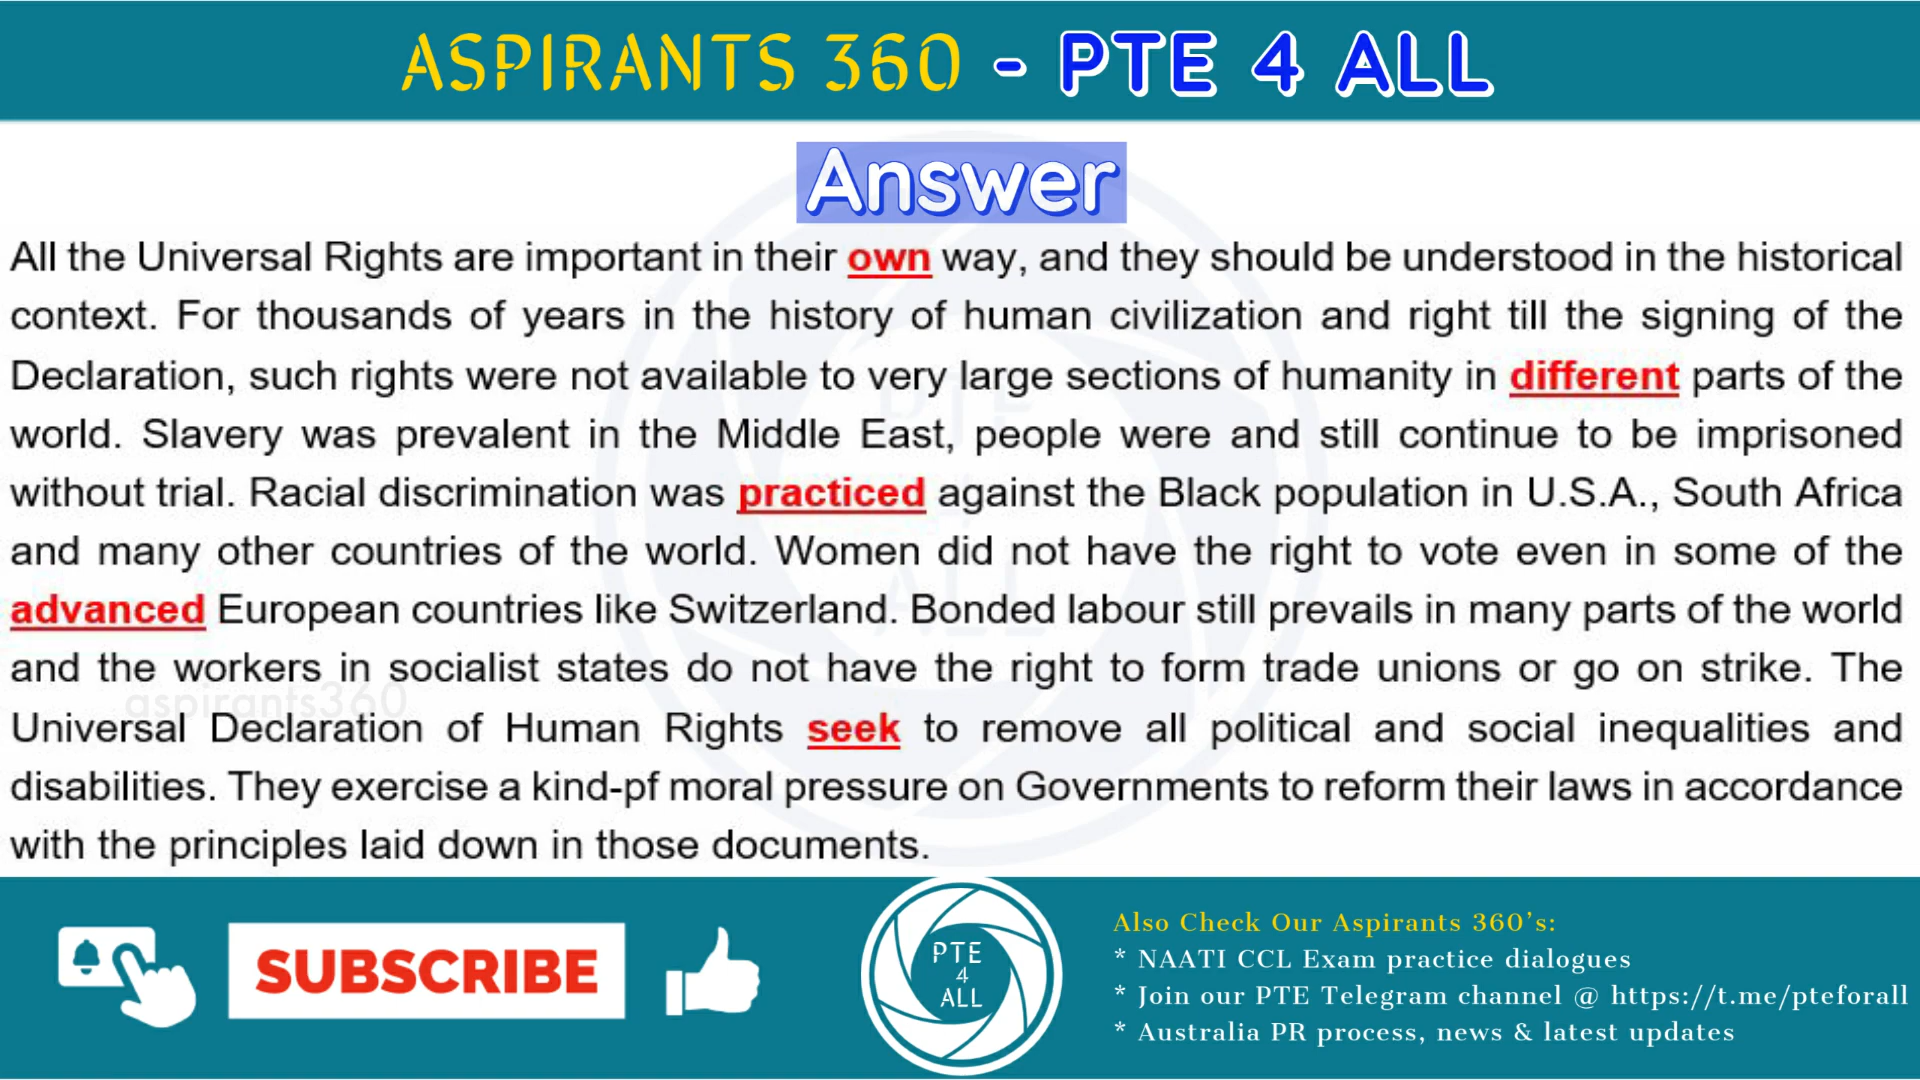 ASPIRANTS 360 - PTE 4 ALL
Answer
All the Universal Rights are important in their own way, and they should be understood in the historical
context. For thousands of years in the history of human civilization and right till the signing of the
Declaration, such rights were not available to very large sections of humanity in different parts of the
world. Slavery was prevalent in the Middle East, people were and still continue to be imprisoned
without trial. Racial discrimination was practiced against the Black population in U.S.A., South Africa
and many other countries of the world. Women did not have the right to vote even in some of the
advanced European countries like Switzerland. Bonded labour still prevails in many parts of the world
and the workers in socialist states do not have the right to form trade unions or go on strike. The
aspirants360
Universal Declaration of Human Rights seek to remove all political and social inequalities and
disabilities. They exercise a kind-pf moral pressure on Governments to reform their laws in accordance
with the principles laid down in those documents.
SUBSCRIBE
PTE
4
ALL
Also Check Our Aspirants 360's:
* NAATI CCL Exam practice dialogues
* Join our PTE Telegram channel @ https://t.me/pteforall
* Australia PR process, news & latest updates